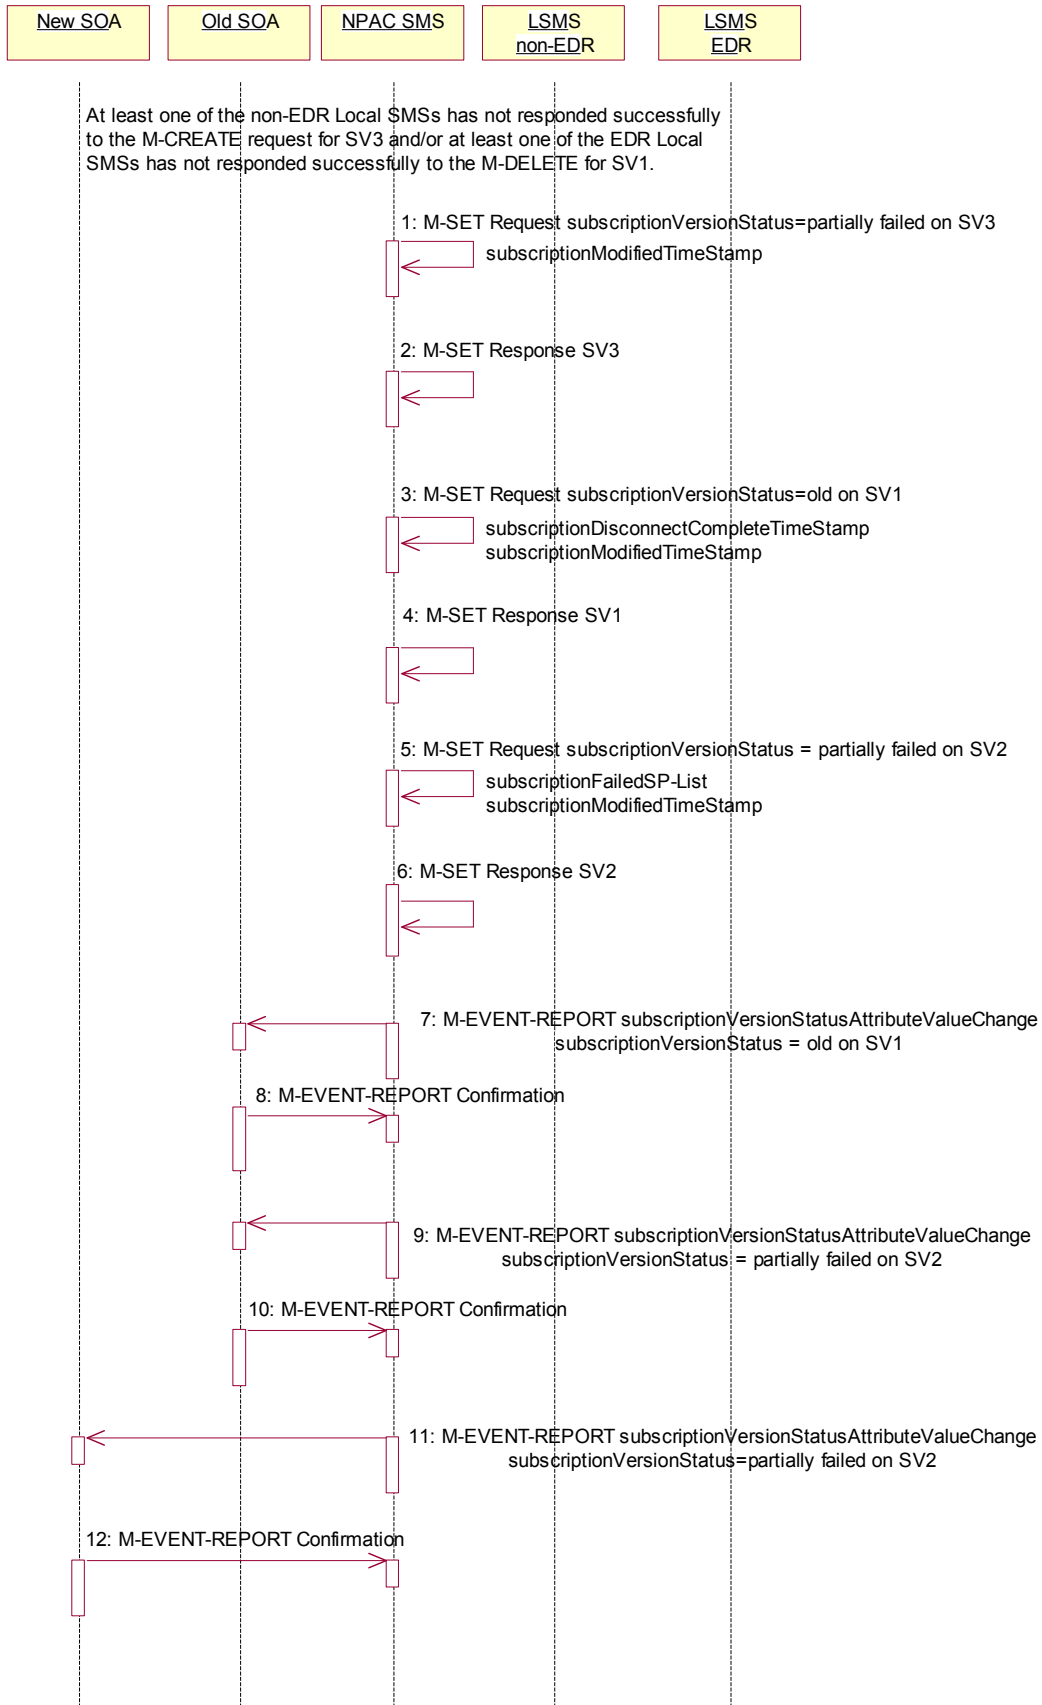 New SOA
Old SOA
NPAC SMS
LSMS
non-EDR
LSMS
EDR
At least one of the non-EDR Local SMSs has not responded successfully
to the M-CREATE request for SV3 and/or at least one of the EDR Local
SMSs has not responded successfully to the M-DELETE for SV1.
1: M-SET Request subscriptionVersionStatus=partially failed on SV3
subscriptionModifiedTimeStamp
2: M-SET Response SV3
3: M-SET Request subscriptionVersionStatus=old on SV1
subscriptionDisconnectCompleteTimeStamp
subscriptionModifiedTimeStamp
4: M-SET Response SV1
5: M-SET Request subscriptionVersionStatus = partially failed on SV2
subscriptionFailedSP-List
subscriptionModifiedTimeStamp
6: M-SET Response SV2
7: M-EVENT-REPORT subscriptionVersionStatusAttributeValueChange
subscriptionVersionStatus = old on SV1
8: M-EVENT-REPORT Confirmation
9: M-EVENT-REPORT subscriptionVersionStatusAttributeValueChange
subscriptionVersionStatus = partially failed on SV2
10: M-EVENT-REPORT Confirmation
11: M-EVENT-REPORT subscriptionVersionStatusAttributeValueChange
subscriptionVersionStatus=partially failed on SV2
12: M-EVENT-REPORT Confirmation